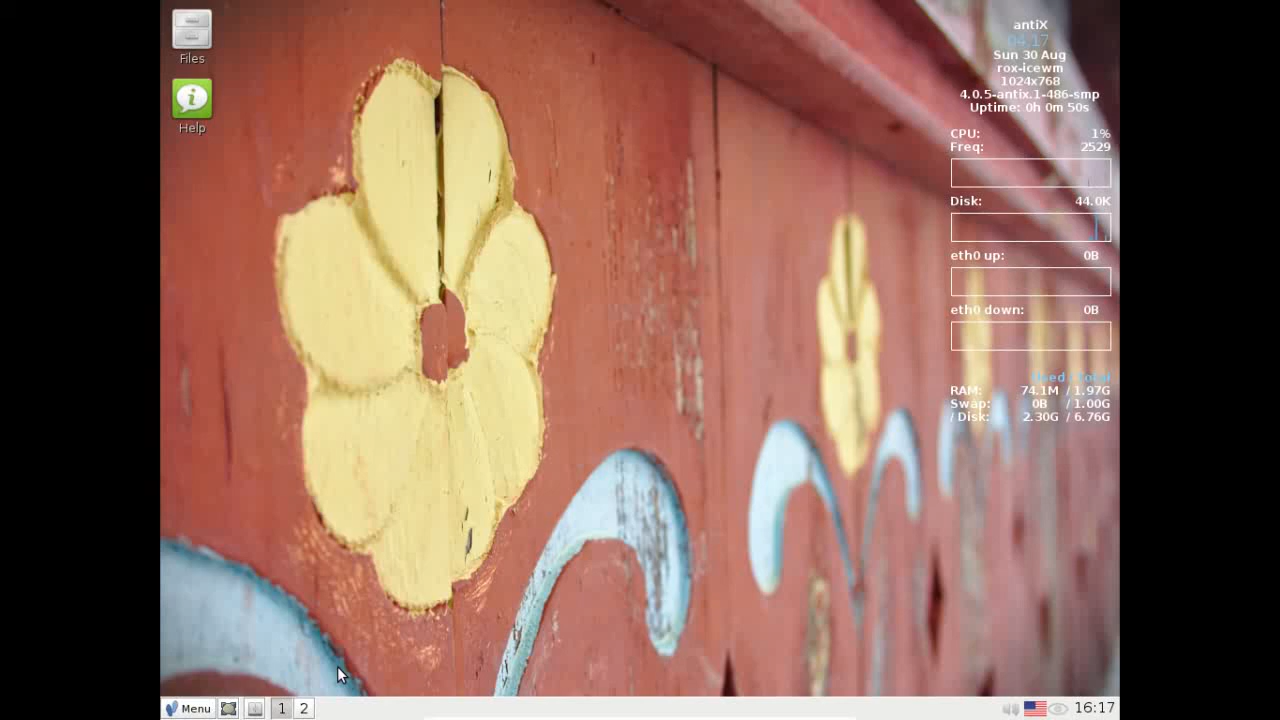 Files
Help
antiX
04:17
Sun 30 Aug
rox-icewm
1024x768
4.0.5-antix.1-486-smp
Uptime: 0h 0m 50s
CPU: 1%
Freq: 2529
Disk: 44.0K
eth0 up: 0B
eth0 down: 0B
Used / Total
RAM: 74.1M / 1.97G
Swap: 0B / 1.00G
/ Disk: 2.30G / 6.76G
Menu 1 2 16:17